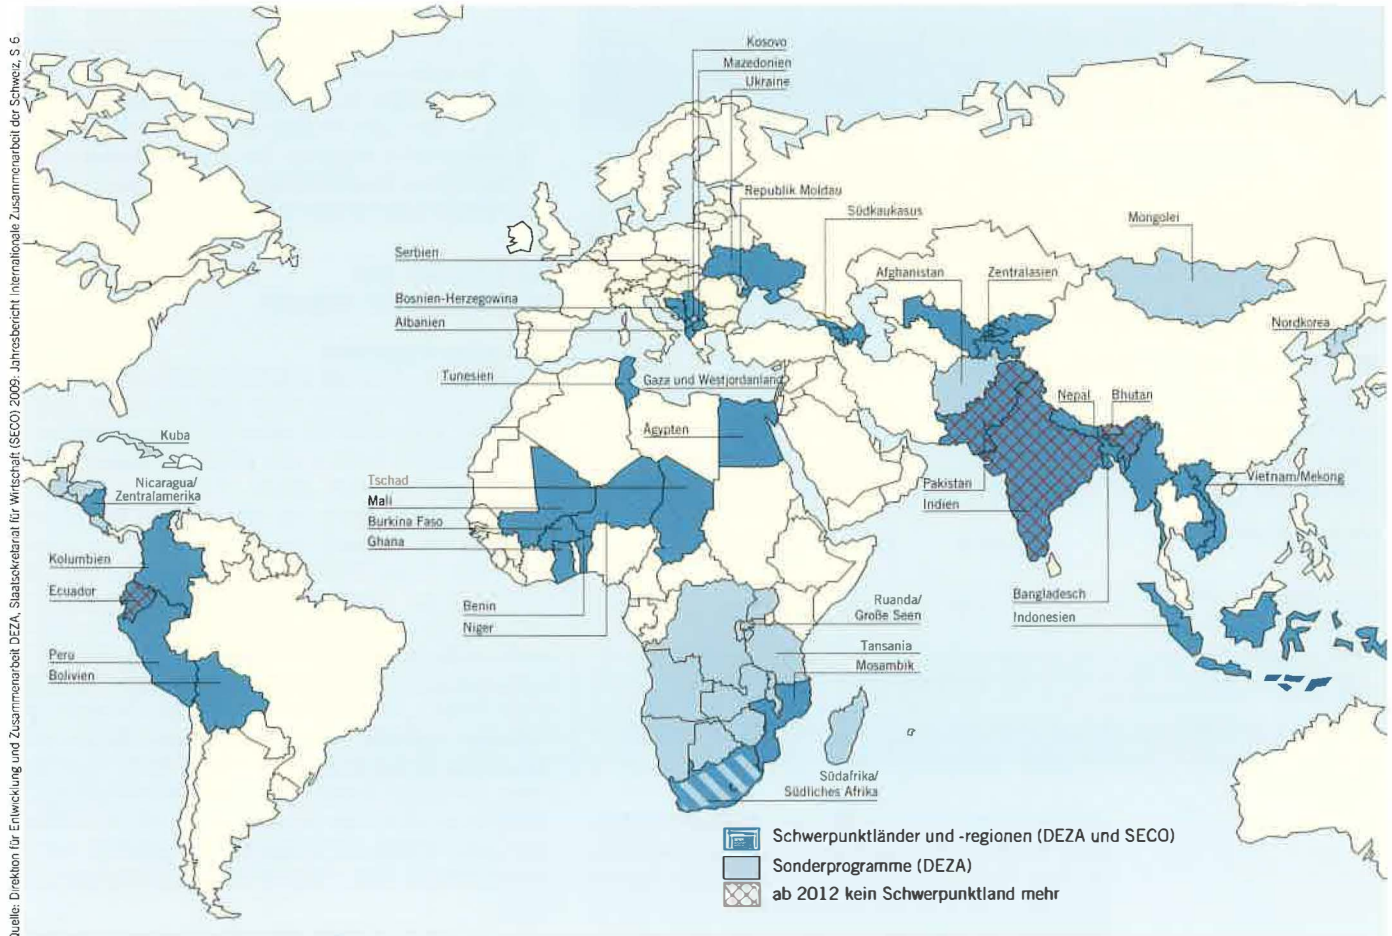 Quelle: Direktion für Entwicklung und Zusammenarbeit DEZA, Staatsokretariat für Wirtschaft (SECO) 2009: Jahresbericht Internationale Zusammenarbeit der Schweiz, S. 6
Kosovo
Mazedonien
Ukraine
Republik Moldau
Südkaukasus
Mongolei
Serbien
Afghanistan
Zentralasien
Bosnien-Herzegowina
Albanien
Nordkorea
Tunesien
Gaza und Westjordanland
Nepal
Bhutan
Kuba
Ägypten
Nicaragua/
Zentralamerika
Tschad
Mali
Burkina Faso
Ghana
Pakistan
Indien
Vietnam/Mekong
Kolumbien
Ecuador
Benin
Niger
Ruanda/
Große Seen
Bangladesch
Indonesien
Tansania
Mosambik
Peru
Bolivien
Südafrika/
Südliches Afrika
Schwerpunktländer und -regionen (DEZA und SECO)
Sonderprogramme (DEZA)
ab 2012 kein Schwerpunktland mehr